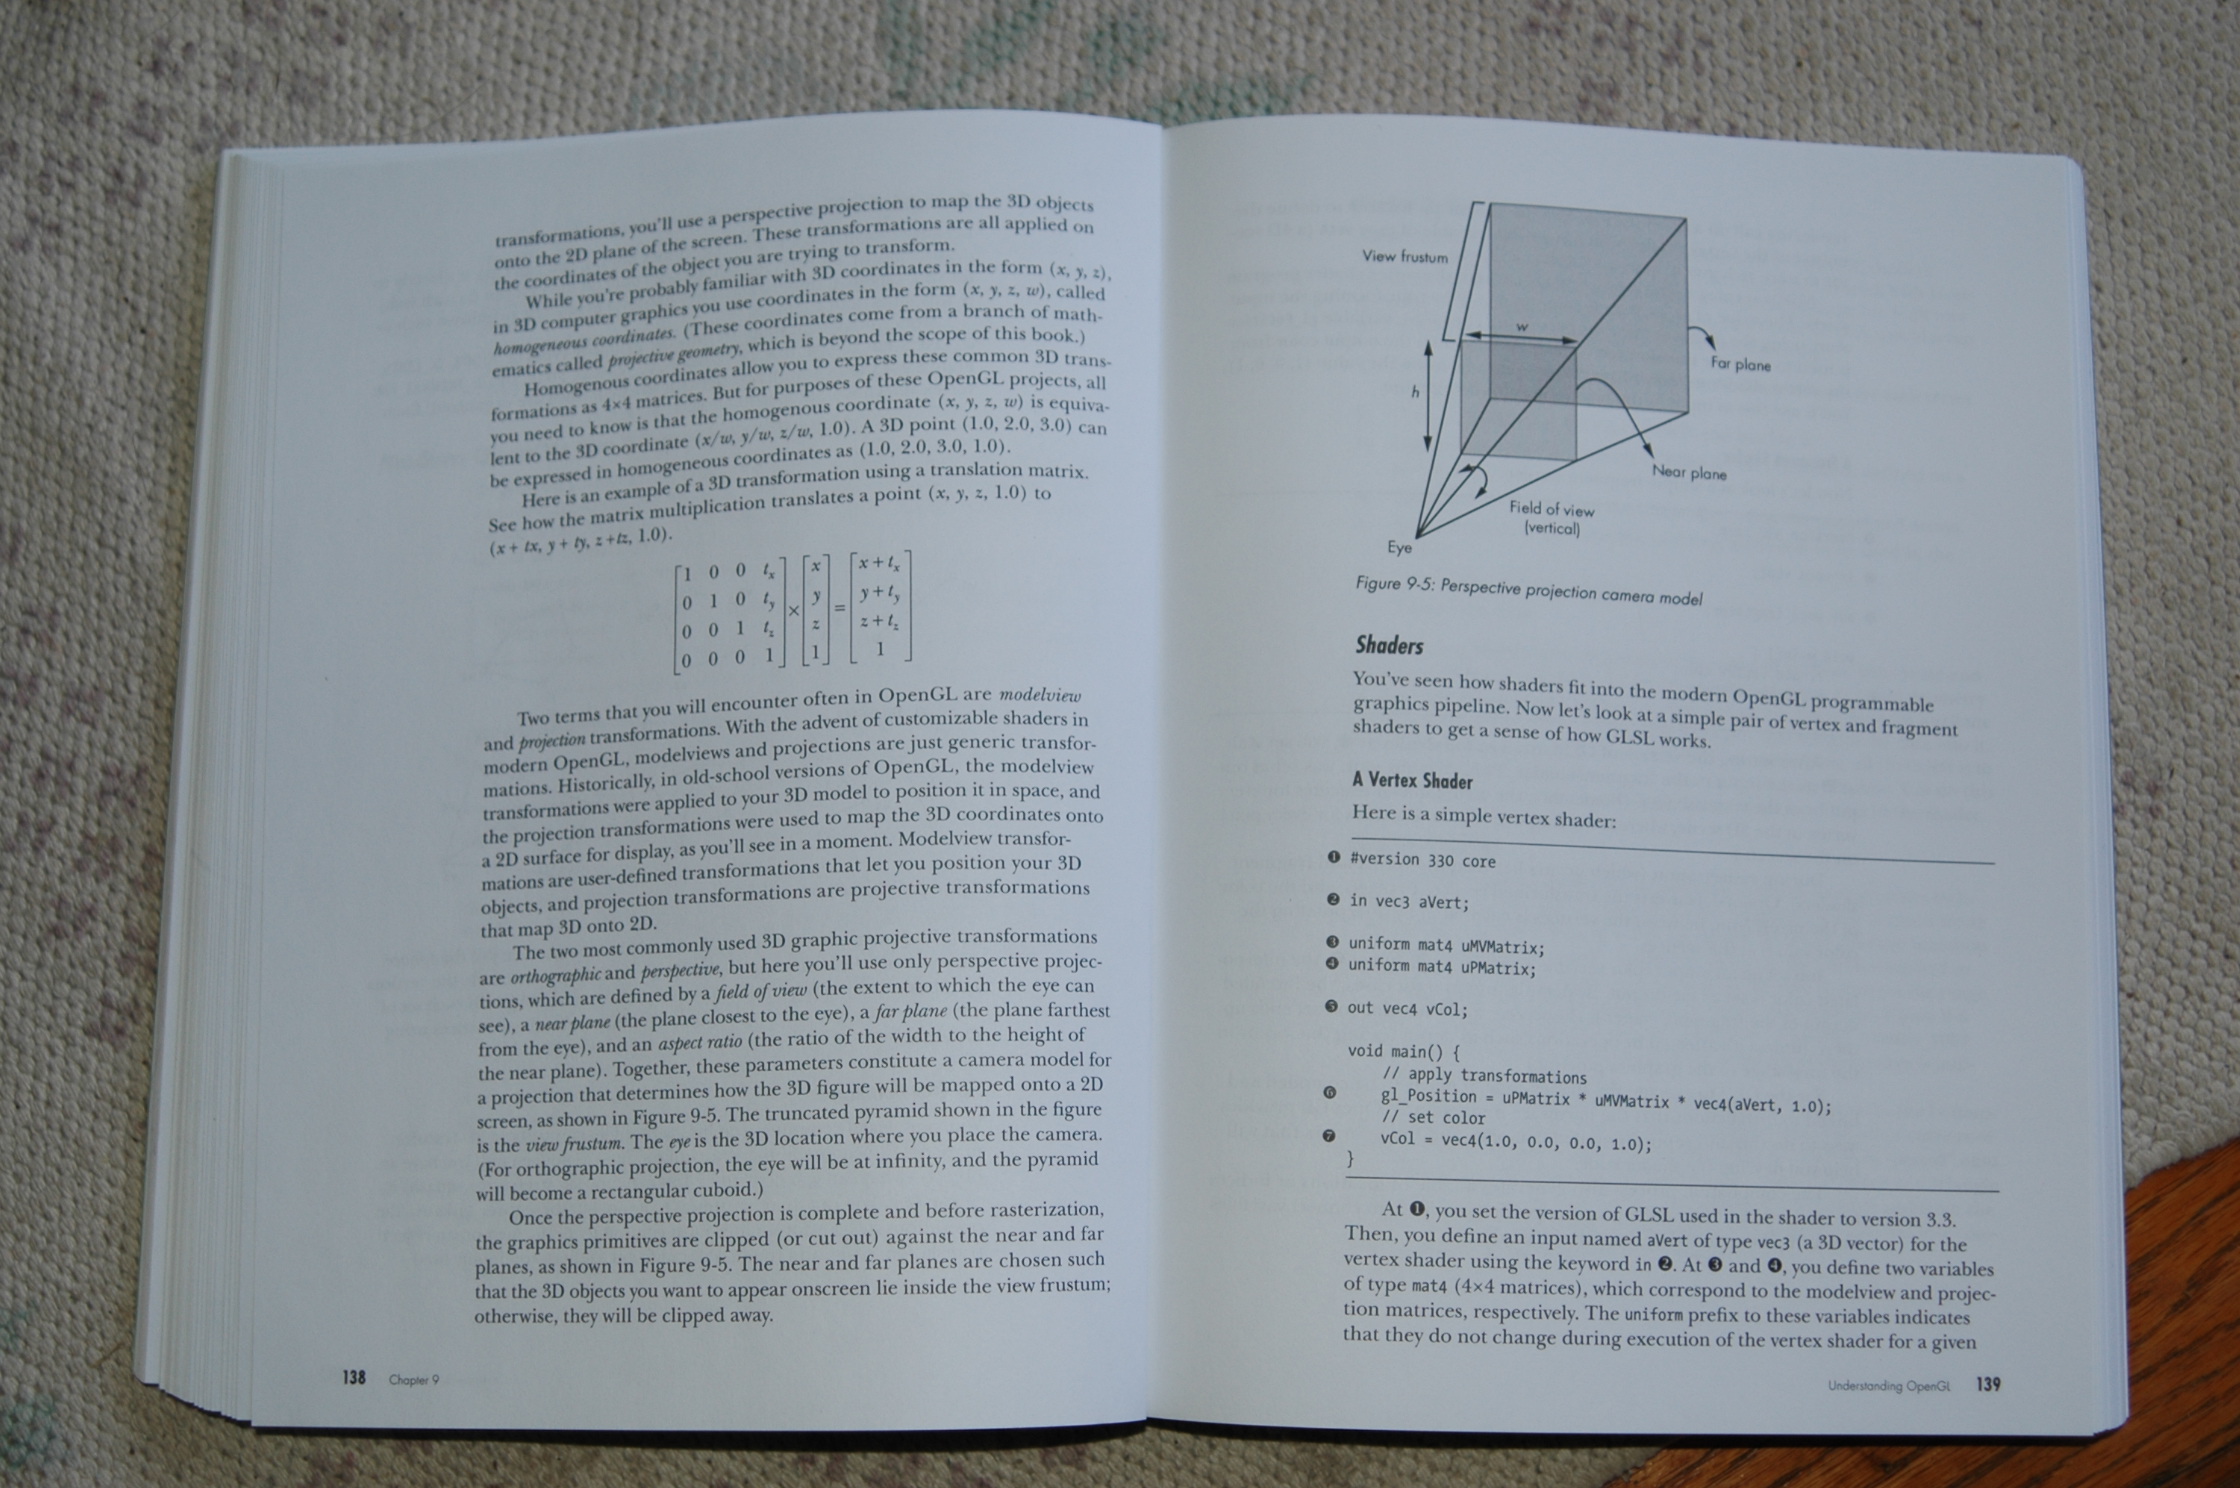 transformations, you'll use a perspective projection to map the 3D objects
onto the 2D plane of the screen. These transformations are all applied on
the coordinates of the object you are trying to transform.
While you're probably familiar with 3D coordinates in the form (x, y, z),
in 3D computer graphics you use coordinates in the form (x, y, z, w), called
homogeneous coordinates. (These coordinates come from a branch of math-
ematics called projective geometry, which is beyond the scope of this book.)
Homogenous coordinates allow you to express these common 3D trans-
formations as 4×4 matrices. But for purposes of these OpenGL projects, all
you need to know is that the homogenous coordinate (x, y, z, w) is equiva-
lent to the 3D coordinate (x/w, y/w, z/w, 1.0). A 3D point (1.0, 2.0, 3.0) can
be expressed in homogeneous coordinates as (1.0, 2.0, 3.0, 1.0).
Here is an example of a 3D transformation using a translation matrix.
See how the matrix multiplication translates a point (x, y, z, 1.0) to
(x + tx, y + ty, z + tz, 1.0).
1 0 0 tx x x + tx
0 1 0 ty × y = y + ty
0 0 1 tz z z + tz
0 0 0 1 1 1
Two terms that you will encounter often in OpenGL are modelview
and projection transformations. With the advent of customizable shaders in
modern OpenGL, modelviews and projections are just generic transfor-
mations. Historically, in old-school versions of OpenGL, the modelview
transformations were applied to your 3D model to position it in space, and
the projection transformations were used to map the 3D coordinates onto
a 2D surface for display, as you'll see in a moment. Modelview transfor-
mations are user-defined transformations that let you position your 3D
objects, and projection transformations are projective transformations
that map 3D onto 2D.
The two most commonly used 3D graphic projective transformations
are orthographic and perspective, but here you'll use only perspective projec-
tions, which are defined by a field of view (the extent to which the eye can
see), a near plane (the plane closest to the eye), a far plane (the plane farthest
from the eye), and an aspect ratio (the ratio of the width to the height of
the near plane). Together, these parameters constitute a camera model for
a projection that determines how the 3D figure will be mapped onto a 2D
screen, as shown in Figure 9-5. The truncated pyramid shown in the figure
is the view frustum. The eye is the 3D location where you place the camera.
(For orthographic projection, the eye will be at infinity, and the pyramid
will become a rectangular cuboid.)
Once the perspective projection is complete and before rasterization,
the graphics primitives are clipped (or cut out) against the near and far
planes, as shown in Figure 9-5. The near and far planes are chosen such
that the 3D objects you want to appear onscreen lie inside the view frustum;
otherwise, they will be clipped away.
138 Chapter 9
View frustum
w
h
Far plane
Near plane
Field of view
(vertical)
Eye
Figure 9-5: Perspective projection camera model
Shaders
You've seen how shaders fit into the modern OpenGL programmable
graphics pipeline. Now let's look at a simple pair of vertex and fragment
shaders to get a sense of how GLSL works.
A Vertex Shader
Here is a simple vertex shader:
❶ #version 330 core
❷ in vec3 aVert;
❸ uniform mat4 uMVMatrix;
❹ uniform mat4 uPMatrix;
❺ out vec4 vCol;
void main() {
// apply transformations
❻ gl_Position = uPMatrix * uMVMatrix * vec4(aVert, 1.0);
// set color
❼ vCol = vec4(1.0, 0.0, 0.0, 1.0);
}
At ❶, you set the version of GLSL used in the shader to version 3.3.
Then, you define an input named aVert of type vec3 (a 3D vector) for the
vertex shader using the keyword in ❷. At ❸ and ❹, you define two variables
of type mat4 (4×4 matrices), which correspond to the modelview and projec-
tion matrices, respectively. The uniform prefix to these variables indicates
that they do not change during execution of the vertex shader for a given
Understanding OpenGL 139